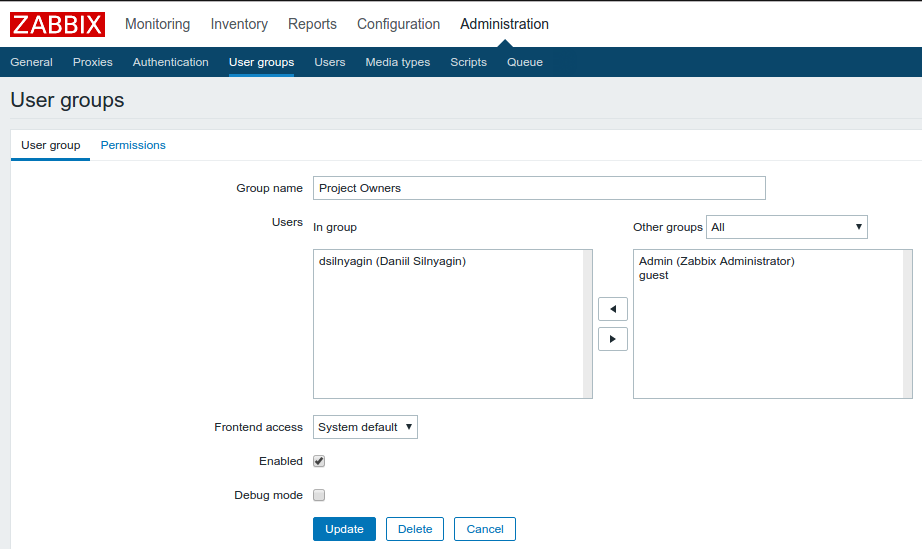 ZABBIX Monitoring Inventory Reports Configuration Administration
General Proxies Authentication User groups Users Media types Scripts Queue
User groups
User group Permissions
Group name Project Owners
Users In group Other groups All
dsilnyagin (Daniil Silnyagin) Admin (Zabbix Administrator)
guest
Frontend access System default
Enabled
Debug mode
Update Delete Cancel